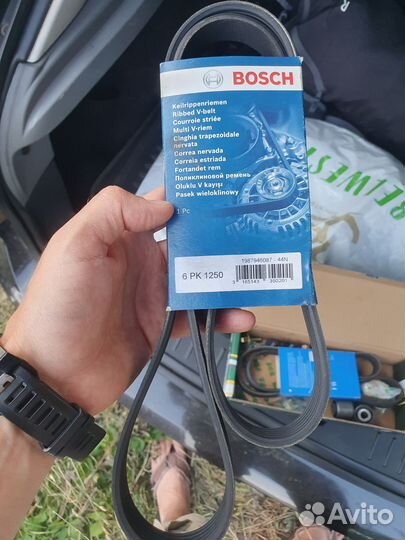 BOSCH
Keilrippenriemen
Ribbed V-belt
Courroie striée
Multi V-riem
Cinghia trapezoidale
nervata
Correa nervada
Correia estriada
Fortandet rem
Поликлиновой ремень
Oluklu V kayışı
Pasek wieloklinowy
1 Pc
1987946087 - 44N
6 PK 1250
Avito